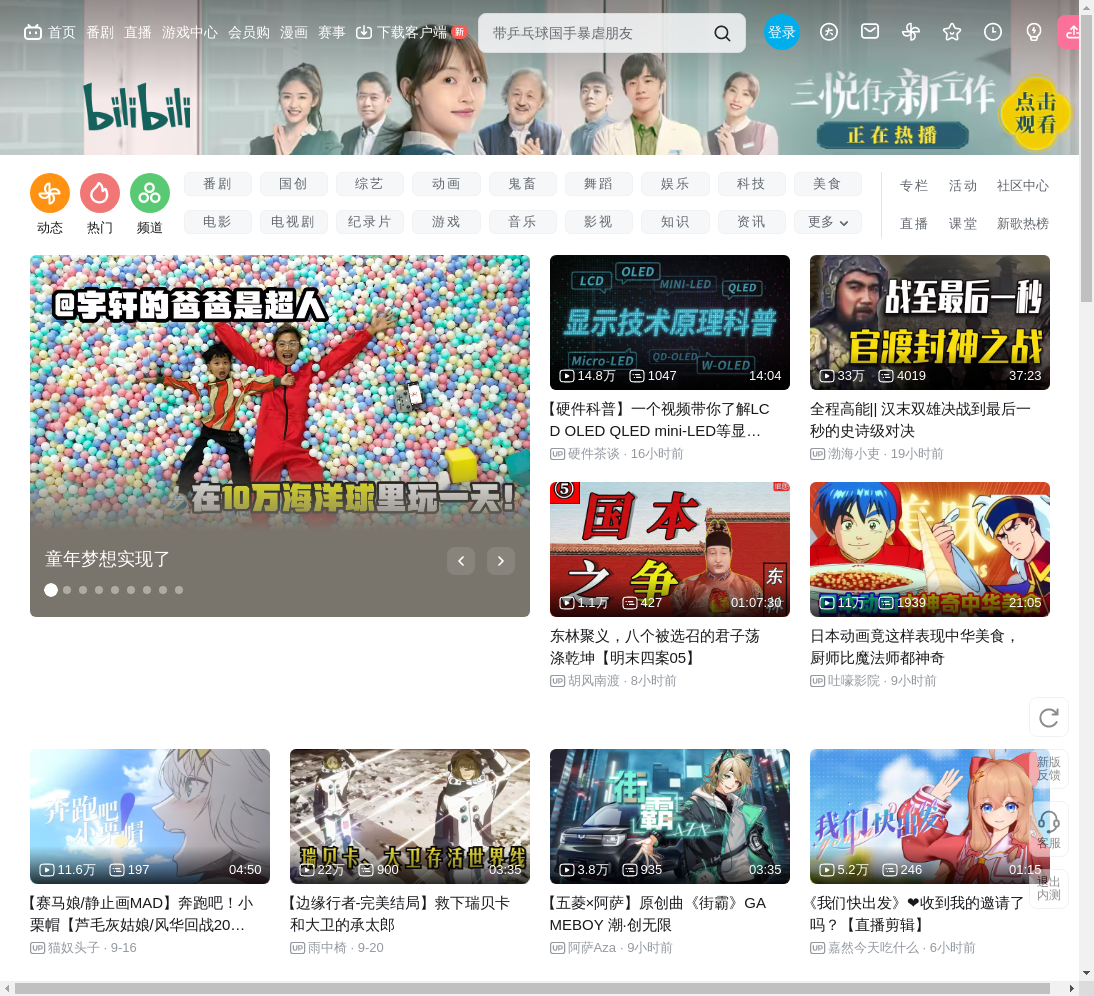 首页 番剧 直播 游戏中心 会员购 漫画 赛事 下载客户端 新 带乒乓球国手暴虐朋友 登录
bilibili
三悦有了新工作
正在热播
点击
观看
动态 热门 频道
番剧 国创 综艺 动画 鬼畜 舞蹈 娱乐 科技 美食
电影 电视剧 纪录片 游戏 音乐 影视 知识 资讯 更多
专栏 活动 社区中心
直播 课堂 新歌热榜
@字轩的爸爸是超人
在10万海洋球里玩一天!
童年梦想实现了
LCD OLED MINI-LED QLED
显示技术原理科普
Micro-LED QD-OLED W-OLED
14.8万 1047 14:04
【硬件科普】一个视频带你了解LC
D OLED QLED mini-LED等显…
UP 硬件茶谈 · 16小时前
战至最后一秒
官渡封神之战
33万 4019 37:23
全程高能|| 汉末双雄决战到最后一
秒的史诗级对决
UP 渤海小吏 · 19小时前
⑤
国本
之争
东
1.1万 427 01:07:30
东林聚义，八个被选召的君子荡
涤乾坤【明末四案05】
UP 胡风南渡 · 8小时前
美味
日本动画中神奇中华美食
11万 1939 21:05
日本动画竟这样表现中华美食，
厨师比魔法师都神奇
UP 吐嚎影院 · 9小时前
新版
反馈
客服
退出
内测
奔跑吧
小栗帽
11.6万 197 04:50
【赛马娘/静止画MAD】奔跑吧！小
栗帽【芦毛灰姑娘/风华回战20…
UP 猫奴头子 · 9-16
瑞贝卡、大卫存活世界线
22万 900 03:35
【边缘行者-完美结局】救下瑞贝卡
和大卫的承太郎
UP 雨中椅 · 9-20
街霸
3.8万 935 03:35
【五菱×阿萨】原创曲《街霸》GA
MEBOY 潮·创无限
UP 阿萨Aza · 9小时前
我们快出发
5.2万 246 01:15
《我们快出发》❤收到我的邀请了
吗？【直播剪辑】
UP 嘉然今天吃什么 · 6小时前